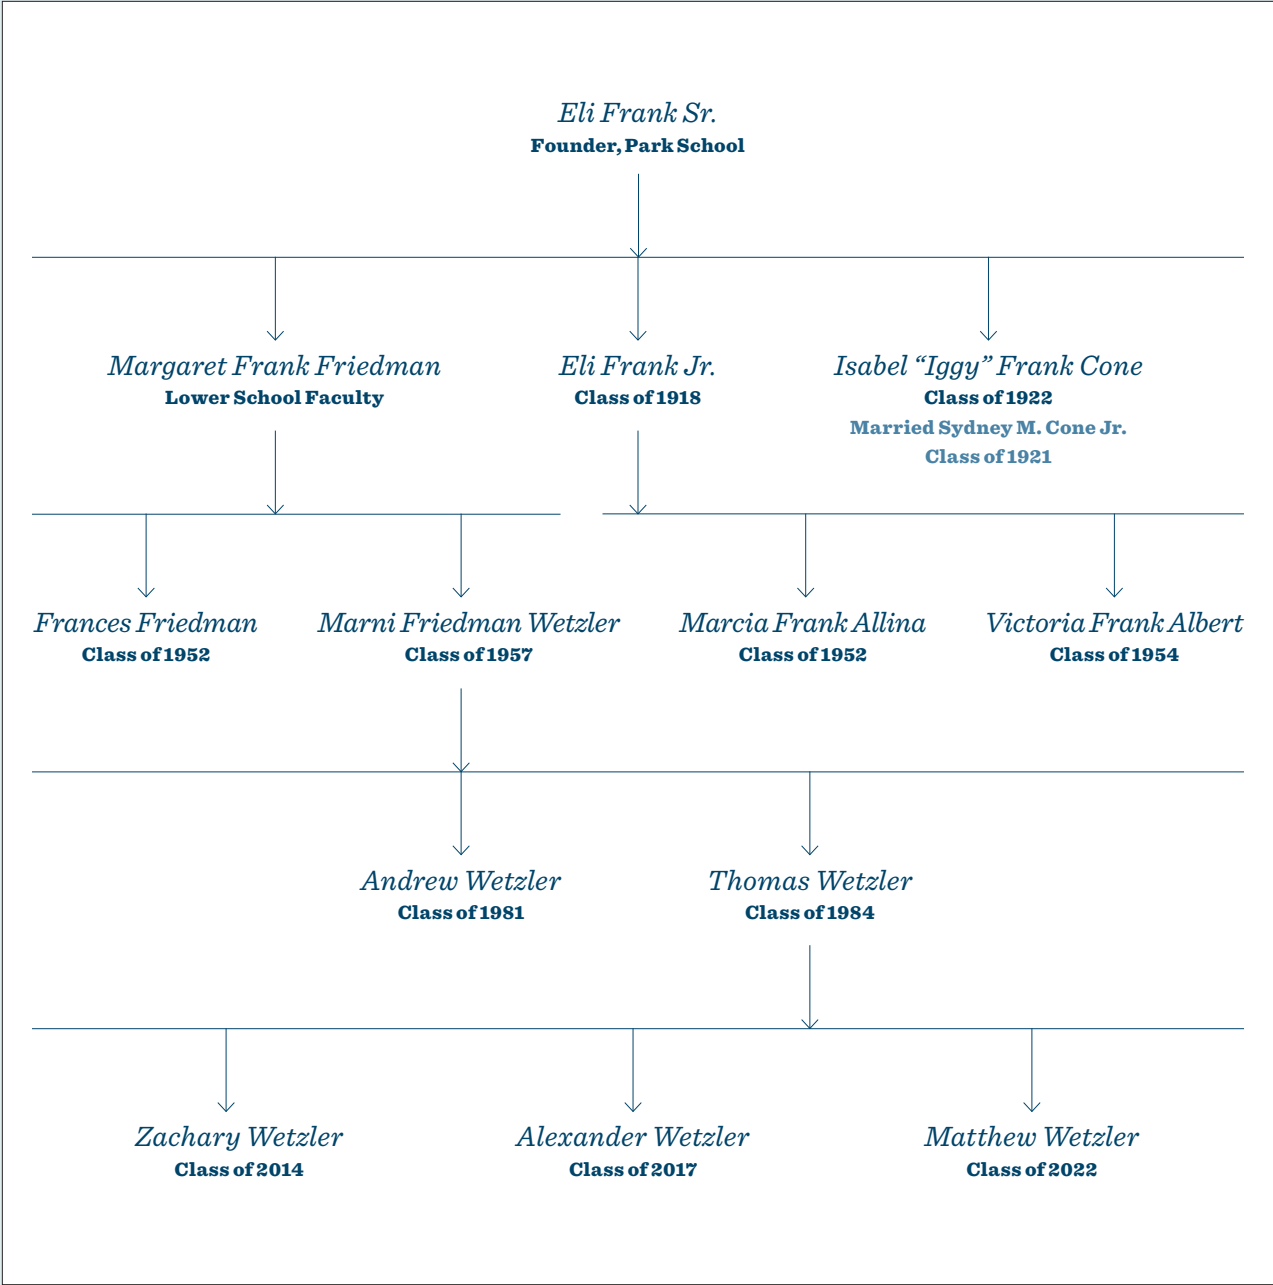 Eli Frank Sr.
Founder, Park School
Margaret Frank Friedman
Lower School Faculty
Eli Frank Jr.
Class of 1918
Isabel “Iggy” Frank Cone
Class of 1922
Married Sydney M. Cone Jr.
Class of 1921
Frances Friedman
Class of 1952
Marni Friedman Wetzler
Class of 1957
Marcia Frank Allina
Class of 1952
Victoria Frank Albert
Class of 1954
Andrew Wetzler
Class of 1981
Thomas Wetzler
Class of 1984
Zachary Wetzler
Class of 2014
Alexander Wetzler
Class of 2017
Matthew Wetzler
Class of 2022